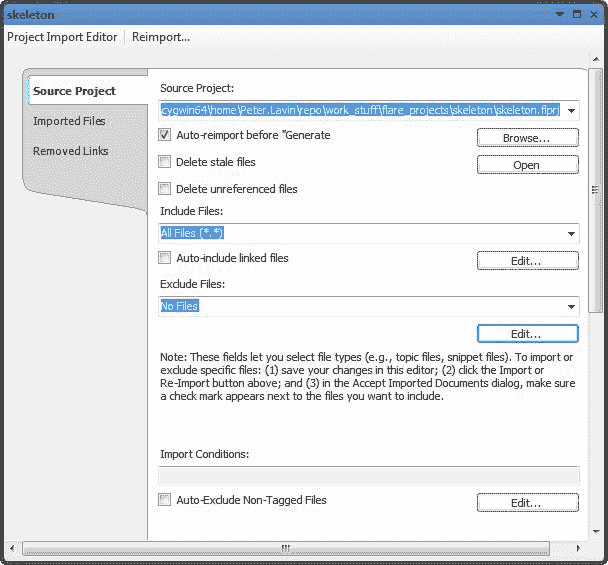 skeleton
Project Import Editor Reimport...
Source Project
Imported Files
Removed Links
Source Project:
cygwin64\home\Peter.Lavin\repo\work_stuff\flare_projects\skeleton\skeleton.flprj
Auto-reimport before "Generate
Browse...
Delete stale files
Open
Delete unreferenced files
Include Files:
All Files (*.*)
Auto-include linked files
Edit...
Exclude Files:
No Files
Edit...
Note: These fields let you select file types (e.g., topic files, snippet files). To import or
exclude specific files: (1) save your changes in this editor; (2) click the Import or
Re-Import button above; and (3) in the Accept Imported Documents dialog, make sure
a check mark appears next to the files you want to include.
Import Conditions:
Auto-Exclude Non-Tagged Files
Edit...